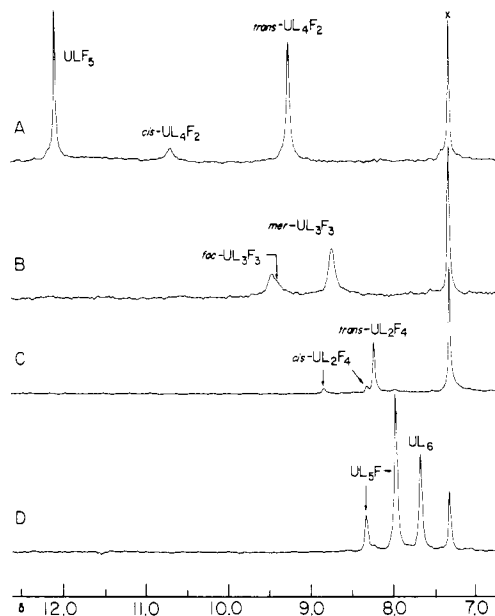 x
ULF5
trans-UL4F2
A
cis-UL4F2
mer-UL3F3
B
fac-UL3F3
trans-UL2F4
C
cis-UL2F4
UL6
UL5F
D
δ 12.0 11.0 10.0 9.0 8.0 7.0